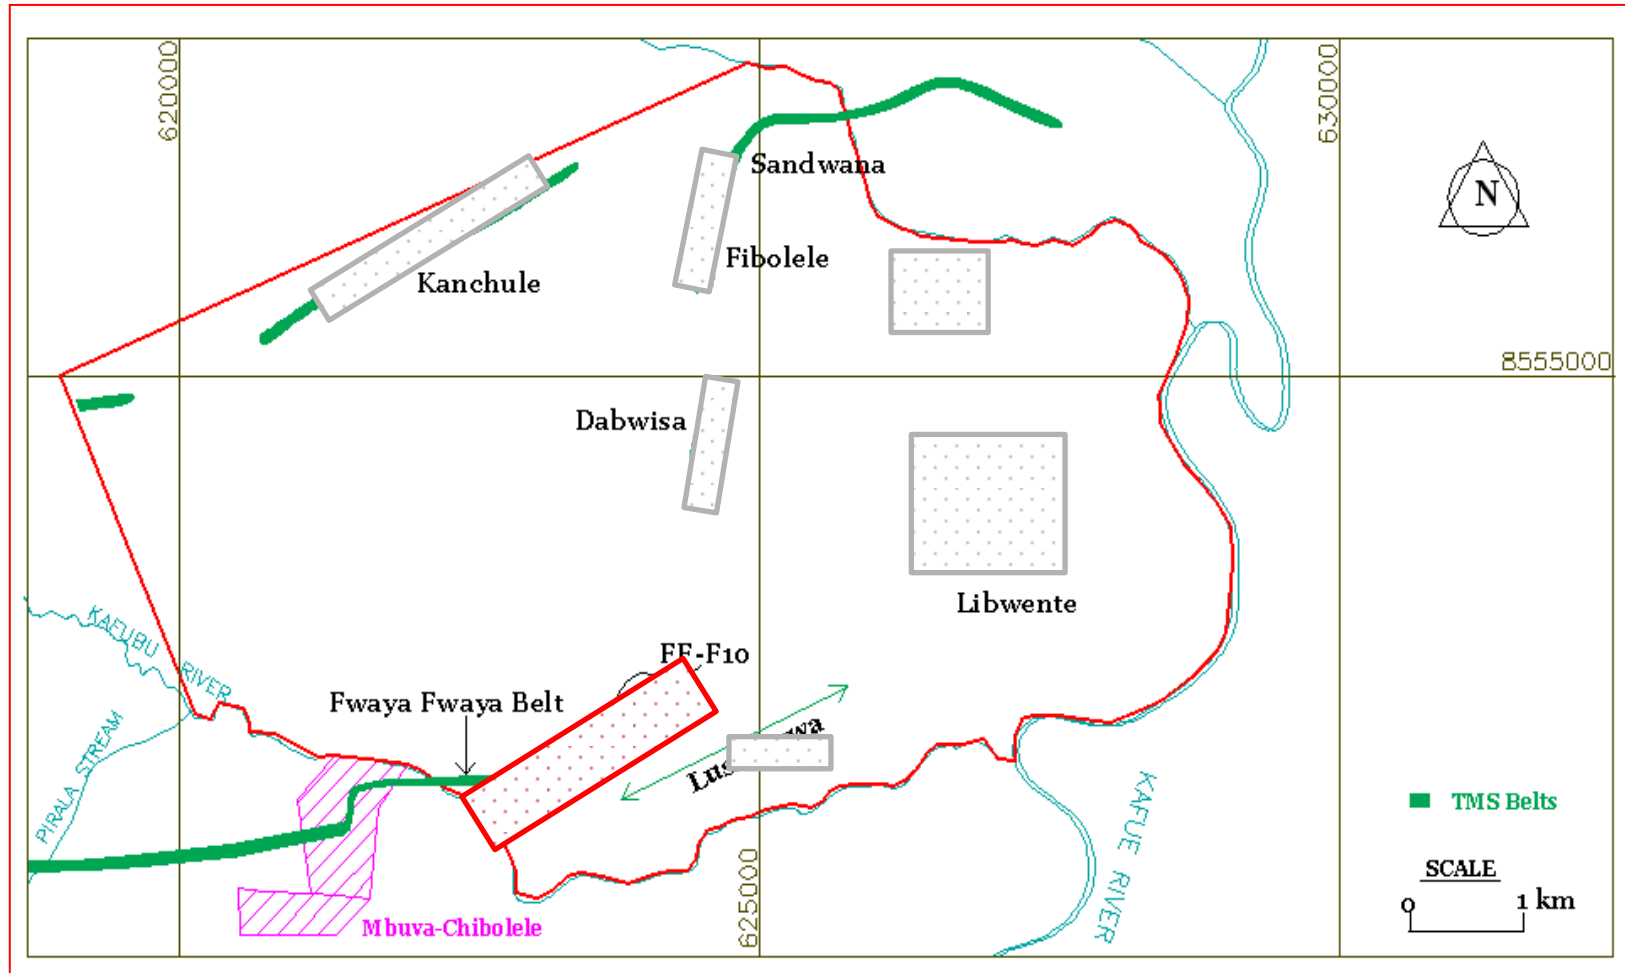 620000
630000
N
Sandwana
Fibolele
Kanchule
8555000
Dabwisa
Libwente
KAFUBU RIVER
FF-F10
Fwaya Fwaya Belt
PIRALA STREAM
KAFUE RIVER
TMS Belts
SCALE
0 1 km
625000
Mbuva-Chibolele